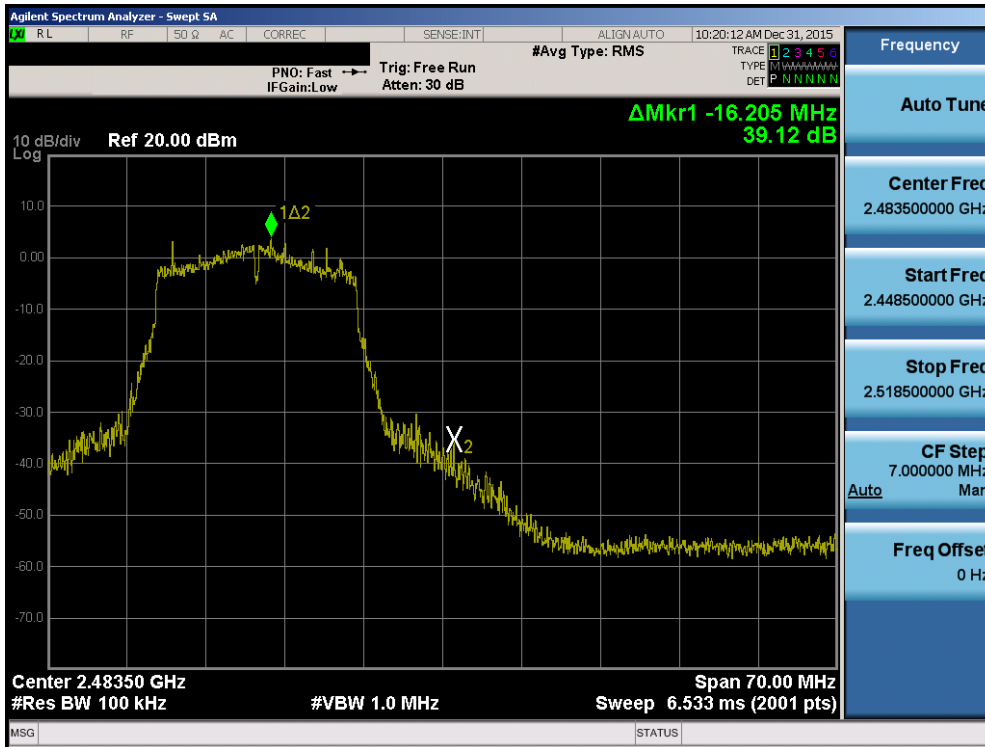 Agilent Spectrum Analyzer - Swept SA
LXI RL RF 50 Ω AC CORREC SENSE:INT ALIGN AUTO 10:20:12 AM Dec 31, 2015
Frequency
#Avg Type: RMS TRACE 1 2 3 4 5 6
PNO: Fast Trig: Free Run TYPE M WWWWW
IFGain:Low Atten: 30 dB DET P N N N N N
Auto Tune
ΔMkr1 -16.205 MHz
39.12 dB
10 dB/div Ref 20.00 dBm
Log
Center Freq
2.483500000 GHz
10.0
1Δ2
0.00
Start Freq
2.448500000 GHz
-10.0
-20.0
Stop Freq
2.518500000 GHz
-30.0
X2
-40.0
CF Step
7.000000 MHz
Auto Man
-50.0
Freq Offset
0 Hz
-60.0
-70.0
Center 2.48350 GHz Span 70.00 MHz
#Res BW 100 kHz #VBW 1.0 MHz Sweep 6.533 ms (2001 pts)
MSG STATUS